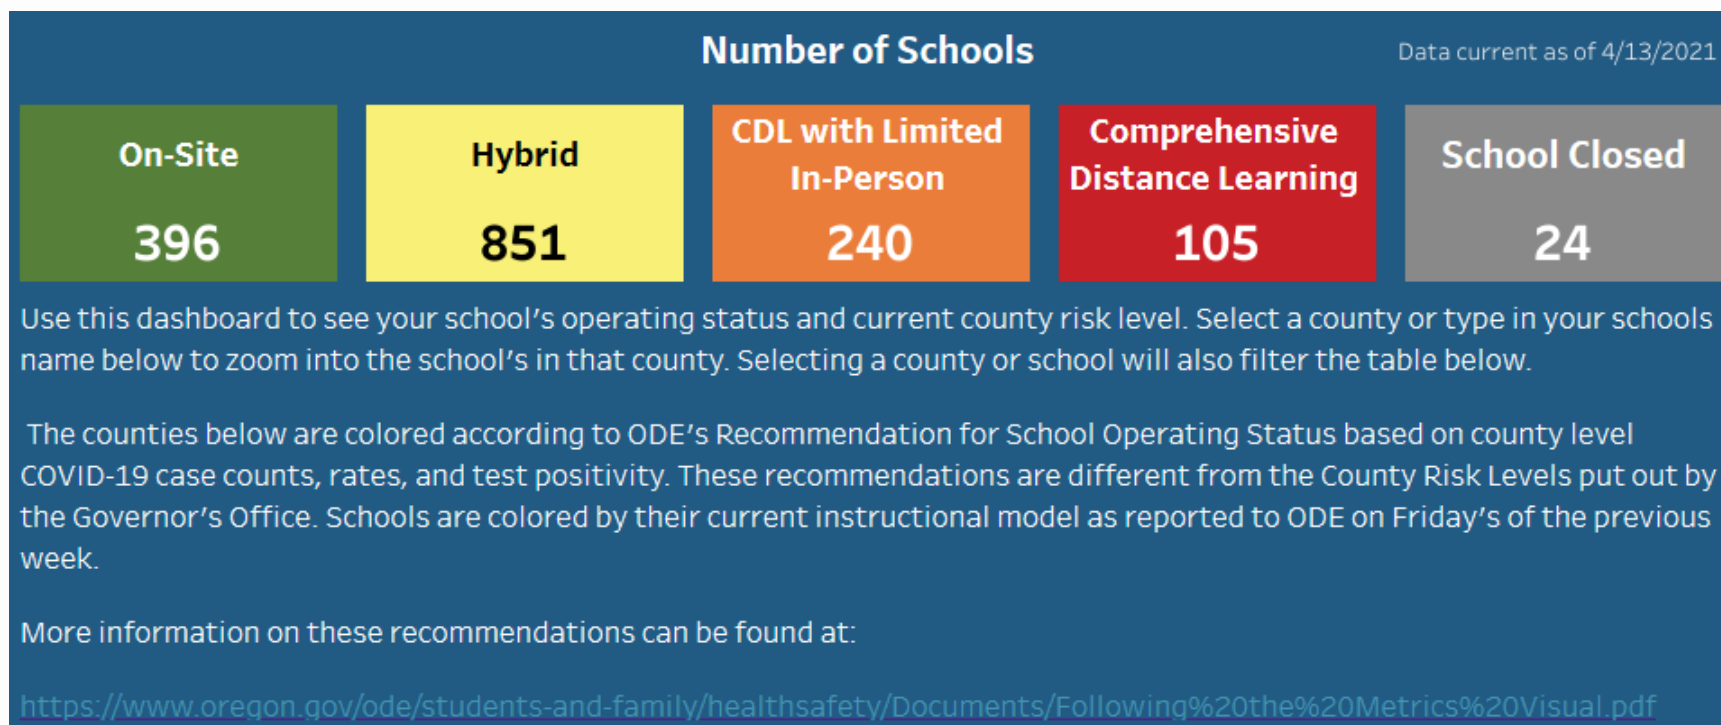 Number of Schools
Data current as of 4/13/2021
On-Site
396
Hybrid
851
CDL with Limited
In-Person
240
Comprehensive
Distance Learning
105
School Closed
24
Use this dashboard to see your school's operating status and current county risk level. Select a county or type in your schools
name below to zoom into the school's in that county. Selecting a county or school will also filter the table below.
The counties below are colored according to ODE's Recommendation for School Operating Status based on county level
COVID-19 case counts, rates, and test positivity. These recommendations are different from the County Risk Levels put out by
the Governor's Office. Schools are colored by their current instructional model as reported to ODE on Friday's of the previous
week.
More information on these recommendations can be found at:
https://www.oregon.gov/ode/students-and-family/healthsafety/Documents/Following%20the%20Metrics%20Visual.pdf